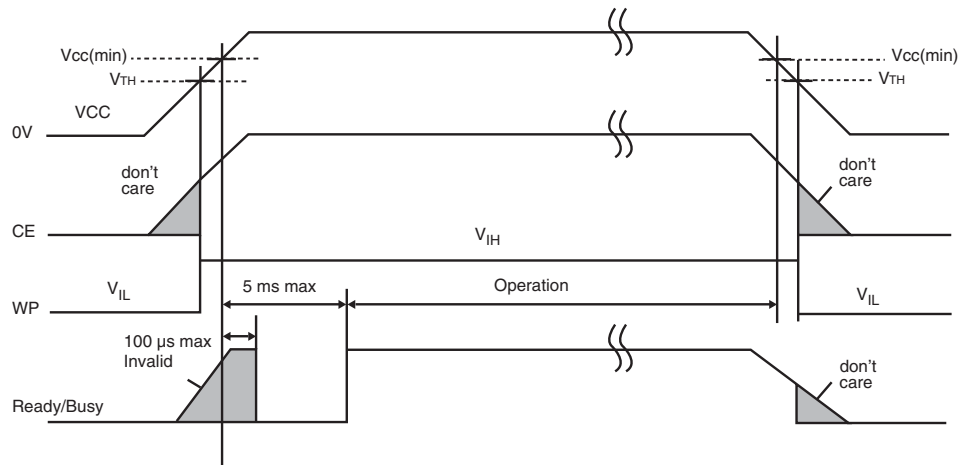 Vcc(min)
VTH
VCC
0V
Vcc(min)
VTH
don't
care
don't
care
CE
VIH
5 ms max
Operation
VIL
WP
VIL
100 µs max
Invalid
don't
care
Ready/Busy